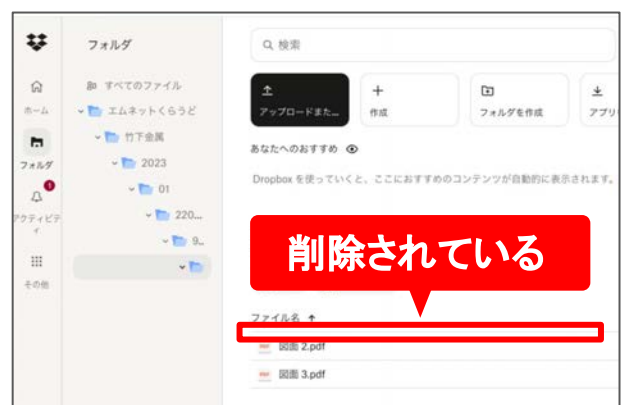 フォルダ
検索
すべてのファイル
ホーム
エムネットくらうど
アップロードまた...
作成
フォルダを作成
アプリ
竹下金属
フォルダ
2023
あなたへのおすすめ
1
01
Dropbox を使っていくと、ここにおすすめのコンテンツが自動的に表示されます。
アクティビティ
220...
9..
その他
削除されている
ファイル名
図面 2.pdf
図面 3.pdf